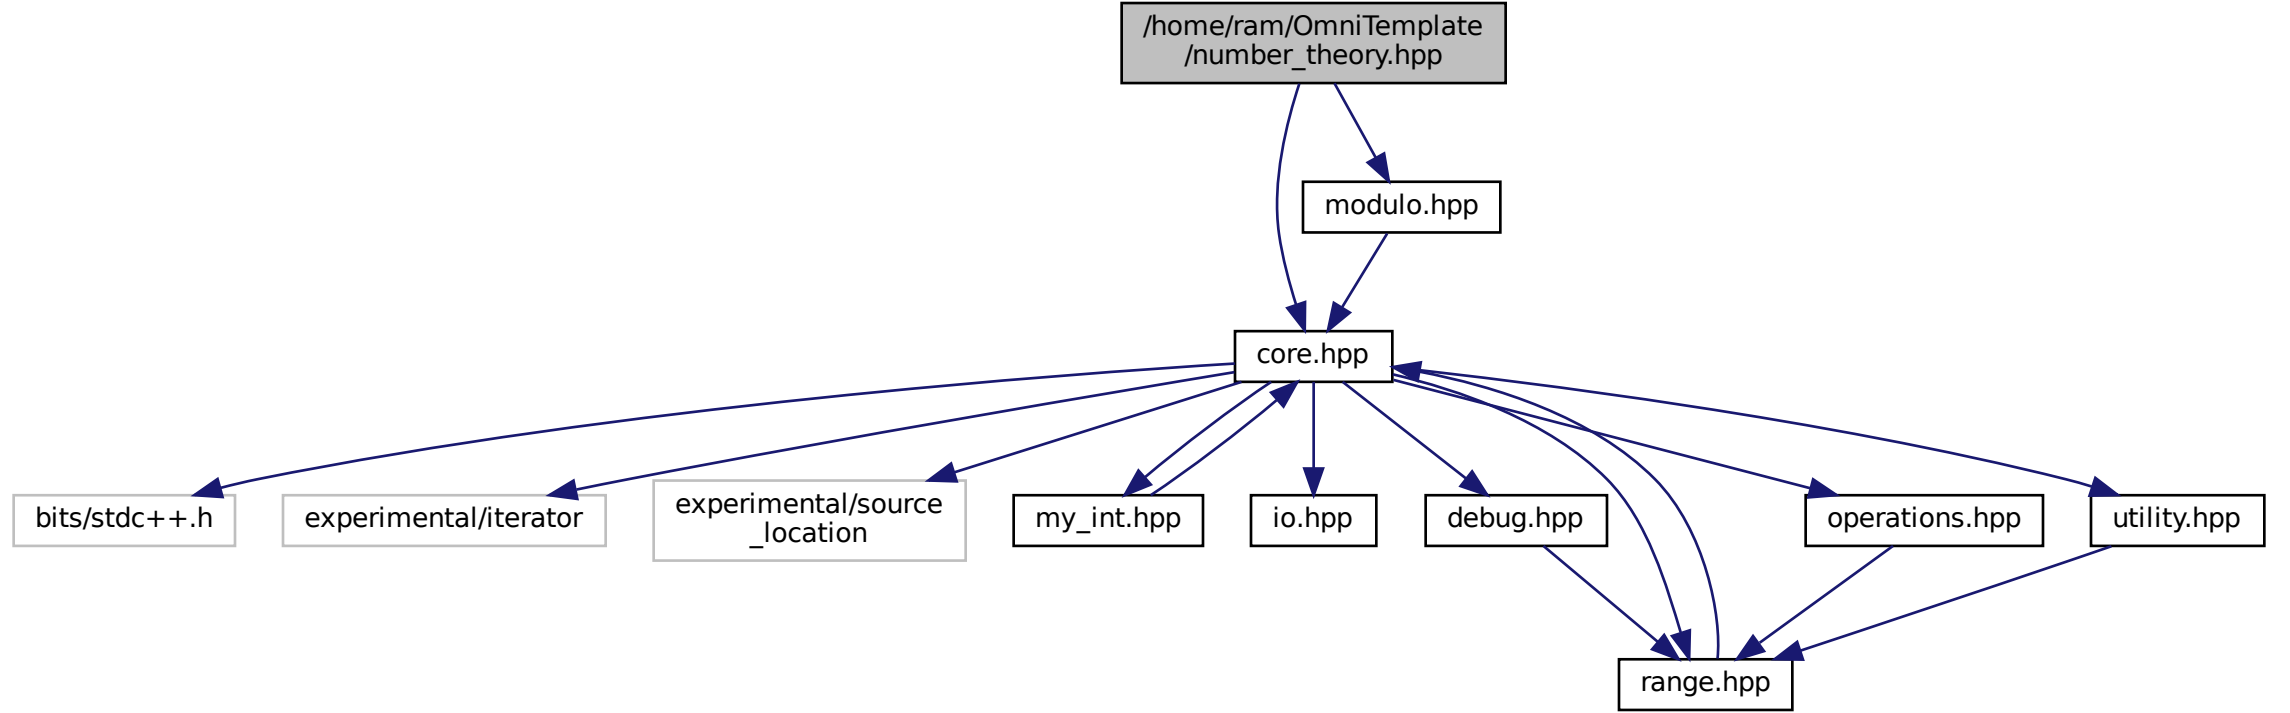 /home/ram/OmniTemplate
/number_theory.hpp
modulo.hpp
core.hpp
bits/stdc++.h
experimental/iterator
experimental/source
_location
my_int.hpp
io.hpp
debug.hpp
operations.hpp
utility.hpp
range.hpp